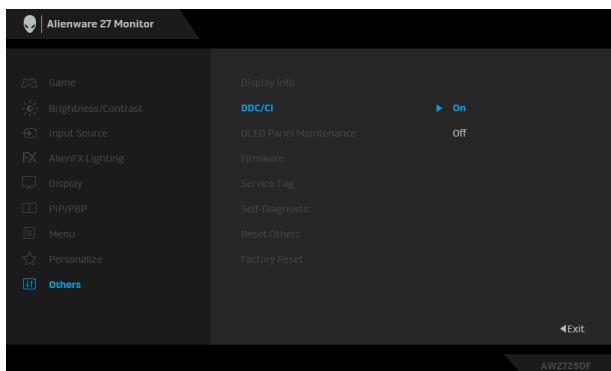 Alienware 27 Monitor
Game
Brightness/Contrast
Input Source
AlienFX Lighting
Display
PIP/PBP
Menu
Personalize
Others
Display Info
DDC/CI
On
OLED Panel Maintenance
Off
Firmware
Service Tag
Self-Diagnostic
Reset Others
Factory Reset
Exit
AW2725DF